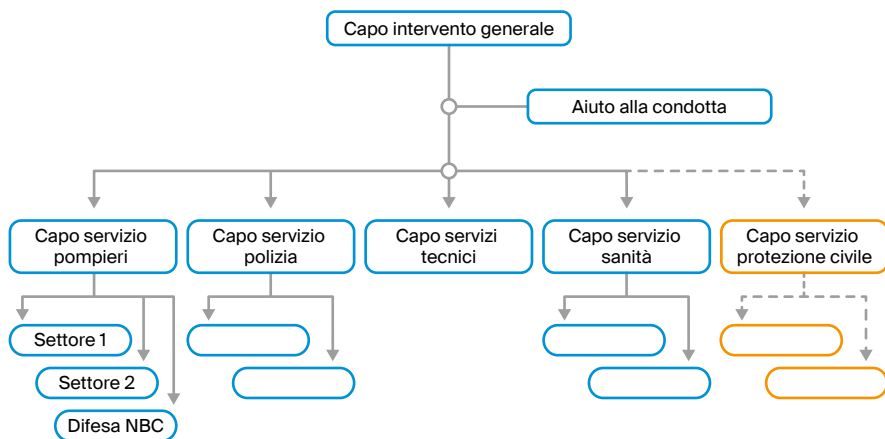 Capo intervento generale
Aiuto alla condotta
Capo servizio
pompieri
Capo servizio
polizia
Capo servizi
tecnici
Capo servizio
sanità
Capo servizio
protezione civile
Settore 1
Settore 2
Difesa NBC